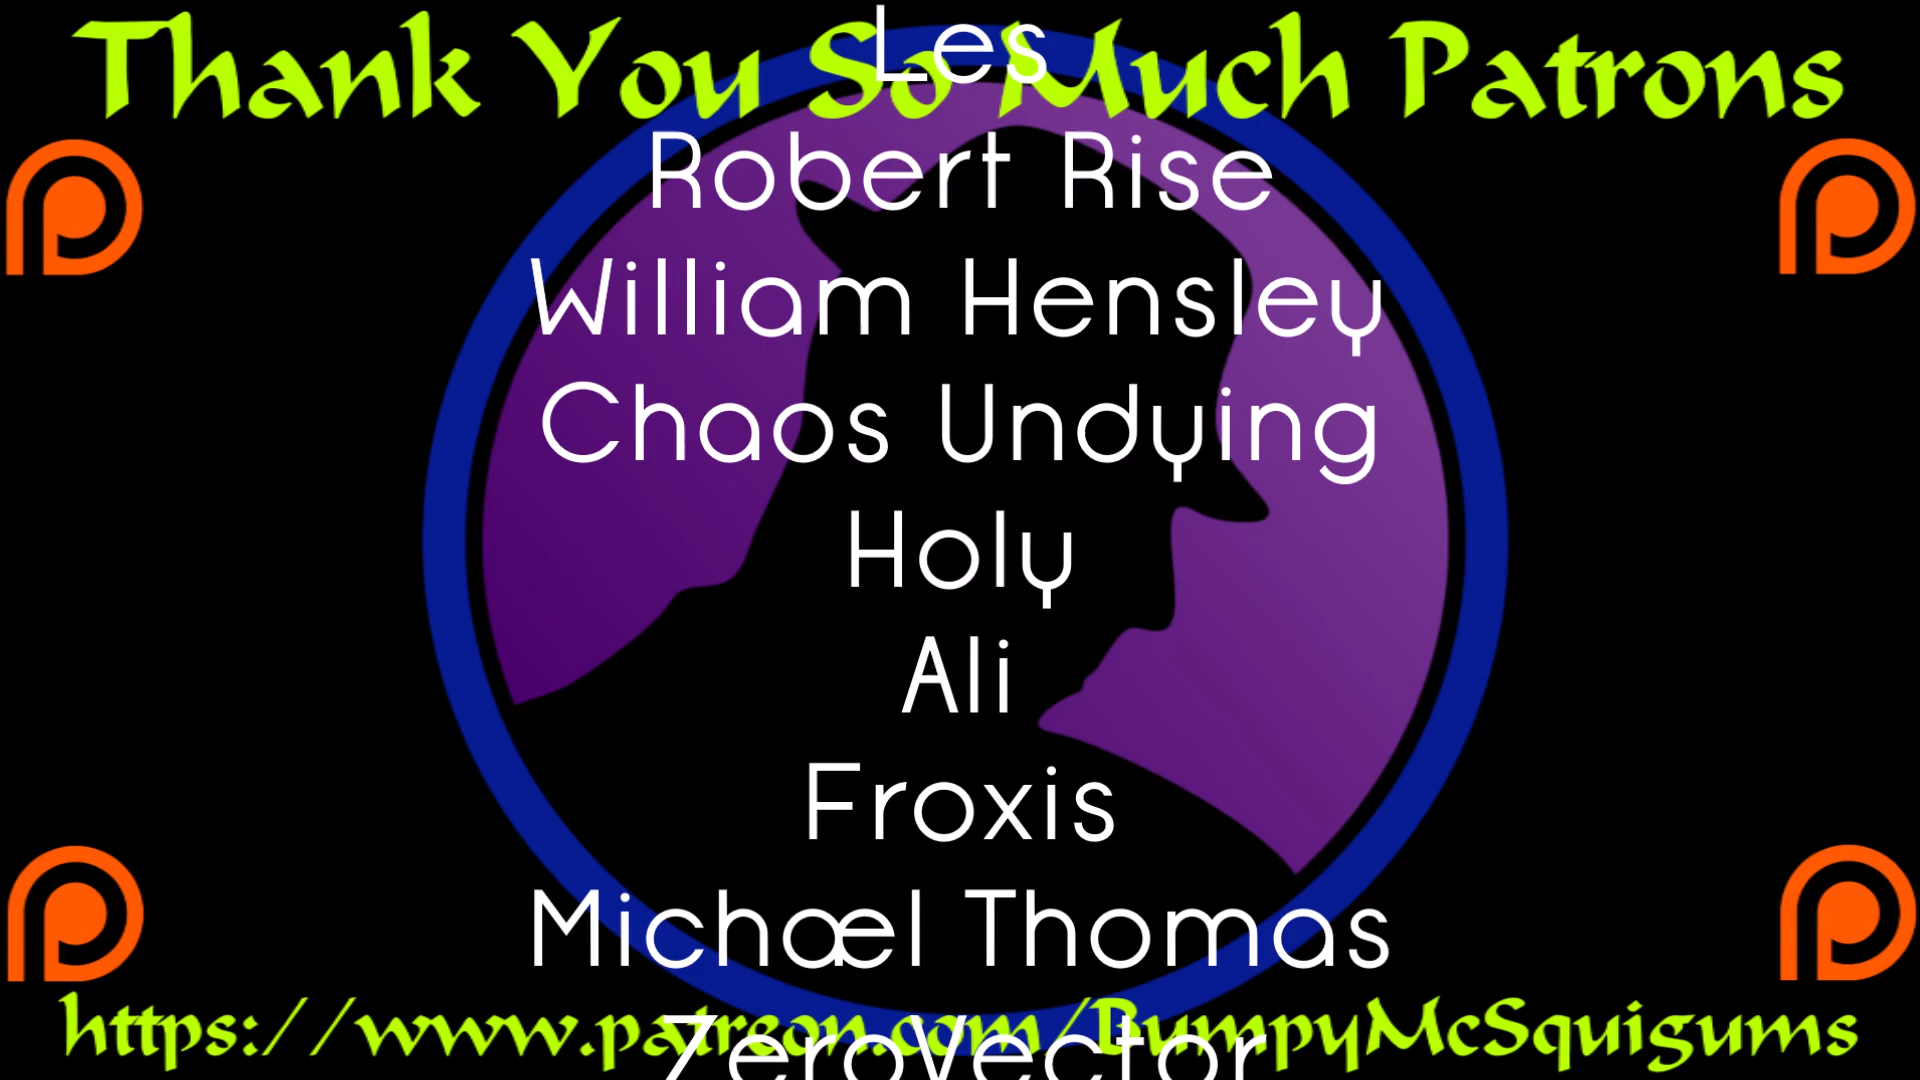 Thank You So Much Patrons
Les
Robert Rise
William Hensley
Chaos Undying
Holy
Ali
Froxis
Michael Thomas
https://www.patreon.com/BumpyMcSquigums
ZeroVector